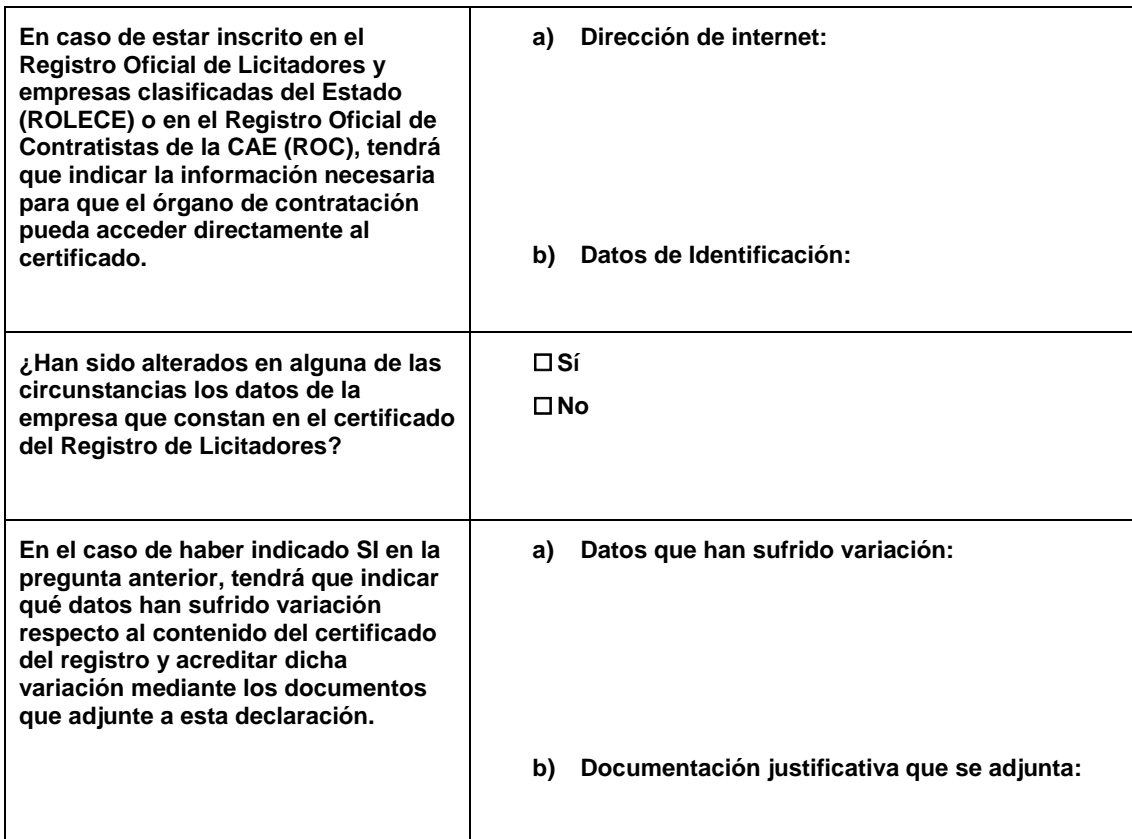 En caso de estar inscrito en el
Registro Oficial de Licitadores y
empresas clasificadas del Estado
(ROLECE) o en el Registro Oficial de
Contratistas de la CAE (ROC), tendrá
que indicar la información necesaria
para que el órgano de contratación
pueda acceder directamente al
certificado.
a) Dirección de internet:
b) Datos de Identificación:
¿Han sido alterados en alguna de las
circunstancias los datos de la
empresa que constan en el certificado
del Registro de Licitadores?
☐ Sí
☐ No
En el caso de haber indicado SI en la
pregunta anterior, tendrá que indicar
qué datos han sufrido variación
respecto al contenido del certificado
del registro y acreditar dicha
variación mediante los documentos
que adjunte a esta declaración.
a) Datos que han sufrido variación:
b) Documentación justificativa que se adjunta: